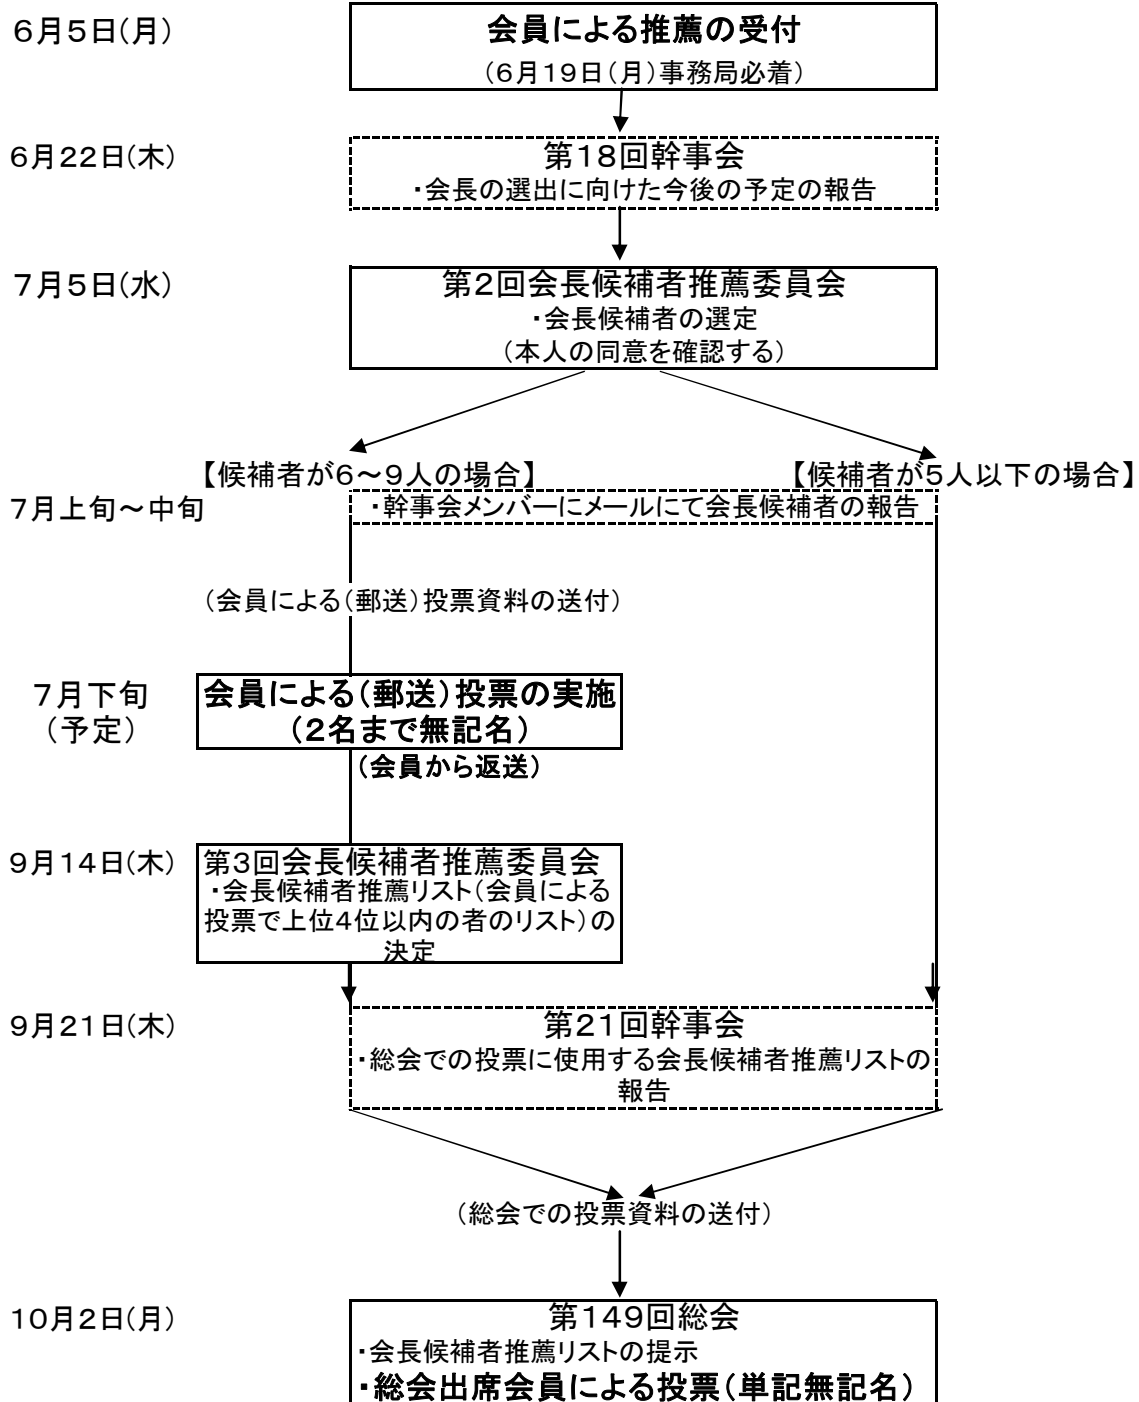 6月5日(月)
会員による推薦の受付
(6月19日(月)事務局必着)
6月22日(木)
第18回幹事会
・会長の選出に向けた今後の予定の報告
7月5日(水)
第2回会長候補者推薦委員会
・会長候補者の選定
(本人の同意を確認する)
【候補者が6～9人の場合】
【候補者が5人以下の場合】
7月上旬～中旬
・幹事会メンバーにメールにて会長候補者の報告
(会員による(郵送)投票資料の送付)
7月下旬
(予定)
会員による(郵送)投票の実施
(2名まで無記名)
(会員から返送)
9月14日(木)
第3回会長候補者推薦委員会
・会長候補者推薦リスト(会員による
投票で上位4位以内の者のリスト)の
決定
9月21日(木)
第21回幹事会
・総会での投票に使用する会長候補者推薦リストの
報告
(総会での投票資料の送付)
10月2日(月)
第149回総会
・会長候補者推薦リストの提示
・総会出席会員による投票(単記無記名)